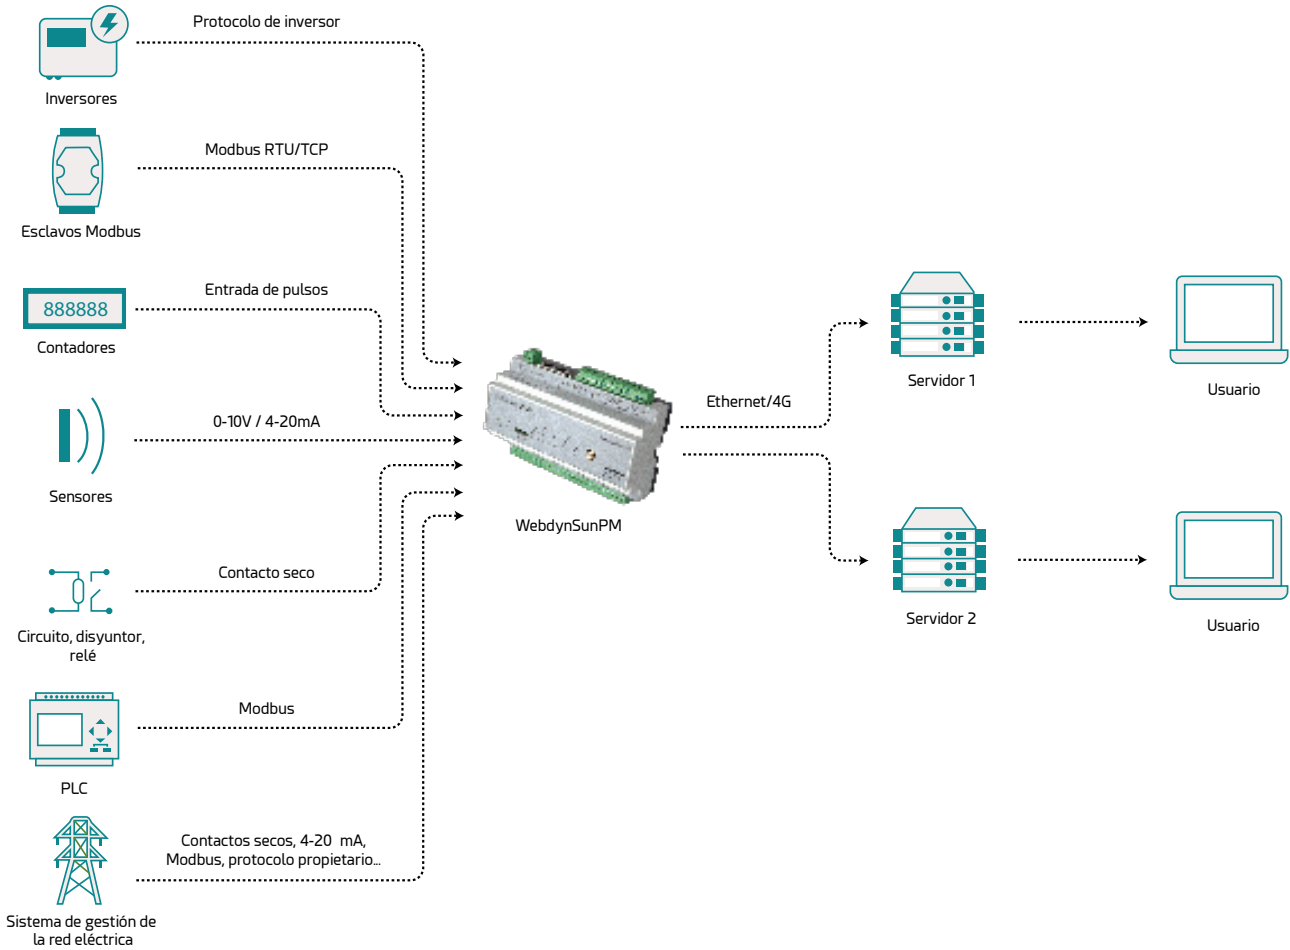 Protocolo de inversor
Inversores
Modbus RTU/TCP
Esclavos Modbus
Entrada de pulsos
888888
Contadores
0-10V / 4-20mA
Sensores
Contacto seco
Circuito, disyuntor,
relé
Modbus
PLC
Contactos secos, 4-20 mA,
Modbus, protocolo propietario...
Sistema de gestión de
la red eléctrica
WebdynSunPM
Ethernet/4G
Servidor 1
Usuario
Servidor 2
Usuario